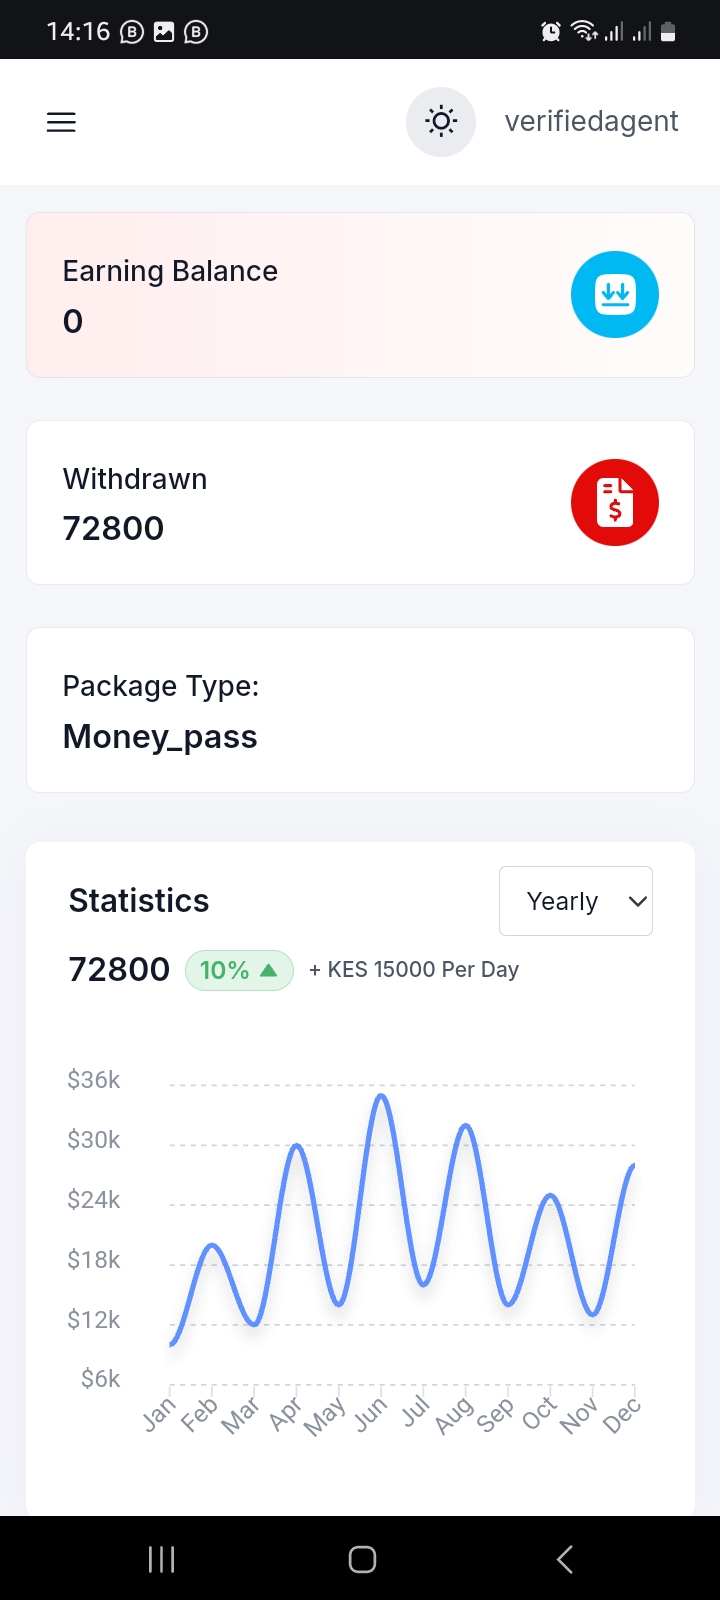 14:16
verifiedagent
Earning Balance
0
Withdrawn
72800
Package Type:
Money_pass
Statistics
Yearly
72800 10% ▲ + KES 15000 Per Day
$36k
$30k
$24k
$18k
$12k
$6k
Jan Feb Mar Apr May Jun Jul Aug Sep Oct Nov Dec